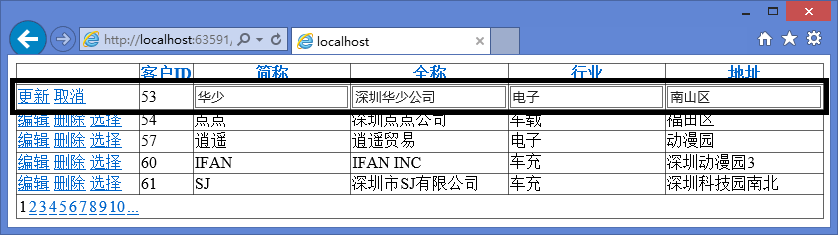 http://localhost:63591/
localhost
客户ID 简称 全称 行业 地址
更新 取消 53 华少 深圳华少公司 电子 南山区
编辑 删除 选择 54 点点 深圳点点公司 车载 福田区
编辑 删除 选择 57 逍遥 逍遥贸易 电子 动漫园
编辑 删除 选择 60 IFAN IFAN INC 车充 深圳动漫园3
编辑 删除 选择 61 SJ 深圳市SJ有限公司 车充 深圳科技园南北
1 2 3 4 5 6 7 8 9 10 ...